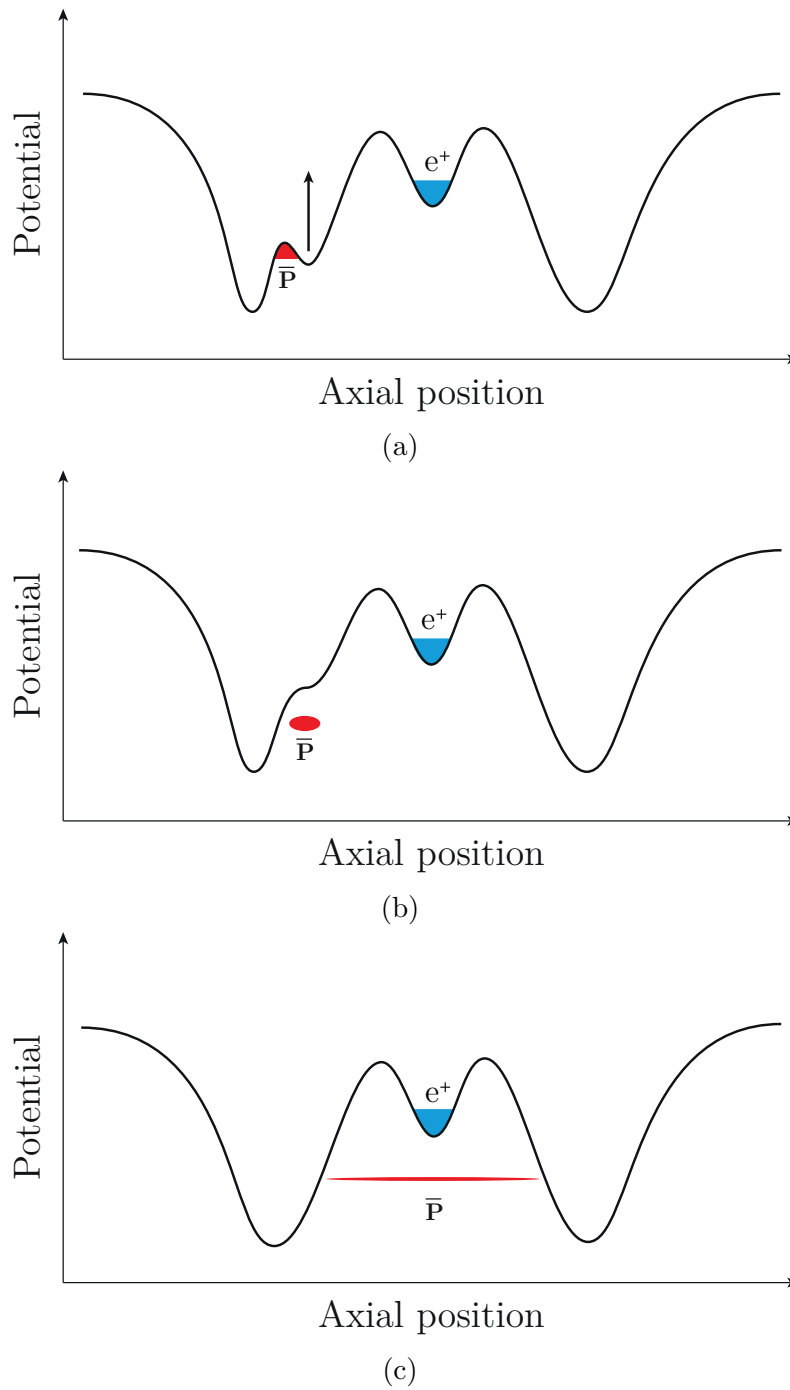 Potential
e⁺
P̅
Axial position
(a)
Potential
e⁺
P̅
Axial position
(b)
Potential
e⁺
P̅
Axial position
(c)